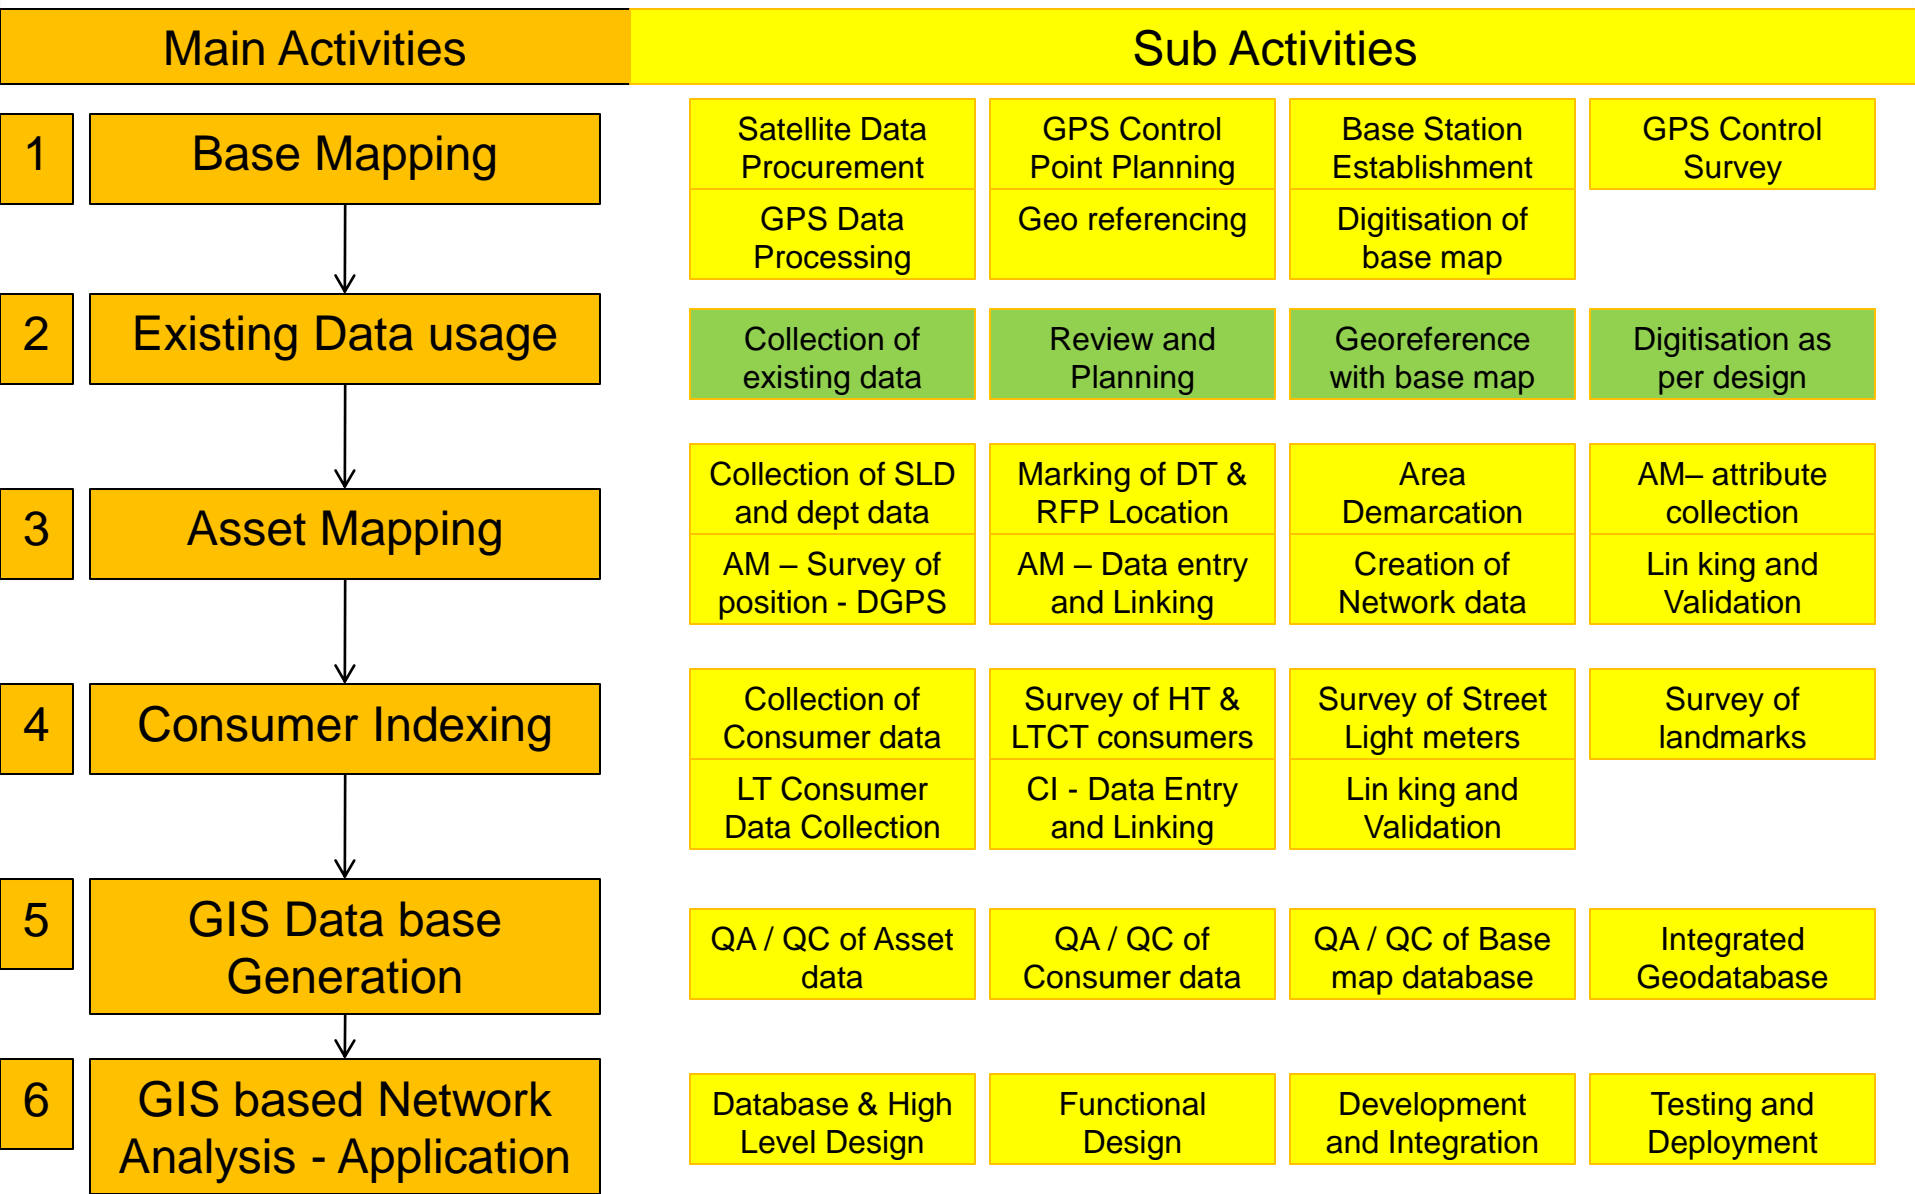 Main Activities
Sub Activities
1
Base Mapping
Satellite Data
Procurement
GPS Control
Point Planning
Base Station
Establishment
GPS Control
Survey
GPS Data
Processing
Geo referencing
Digitisation of
base map
2
Existing Data usage
Collection of
existing data
Review and
Planning
Georeference
with base map
Digitisation as
per design
3
Asset Mapping
Collection of SLD
and dept data
Marking of DT &
RFP Location
Area
Demarcation
AM– attribute
collection
AM – Survey of
position - DGPS
AM – Data entry
and Linking
Creation of
Network data
Lin king and
Validation
4
Consumer Indexing
Collection of
Consumer data
Survey of HT &
LTCT consumers
Survey of Street
Light meters
Survey of
landmarks
LT Consumer
Data Collection
CI - Data Entry
and Linking
Lin king and
Validation
5
GIS Data base
Generation
QA / QC of Asset
data
QA / QC of
Consumer data
QA / QC of Base
map database
Integrated
Geodatabase
6
GIS based Network
Analysis - Application
Database & High
Level Design
Functional
Design
Development
and Integration
Testing and
Deployment